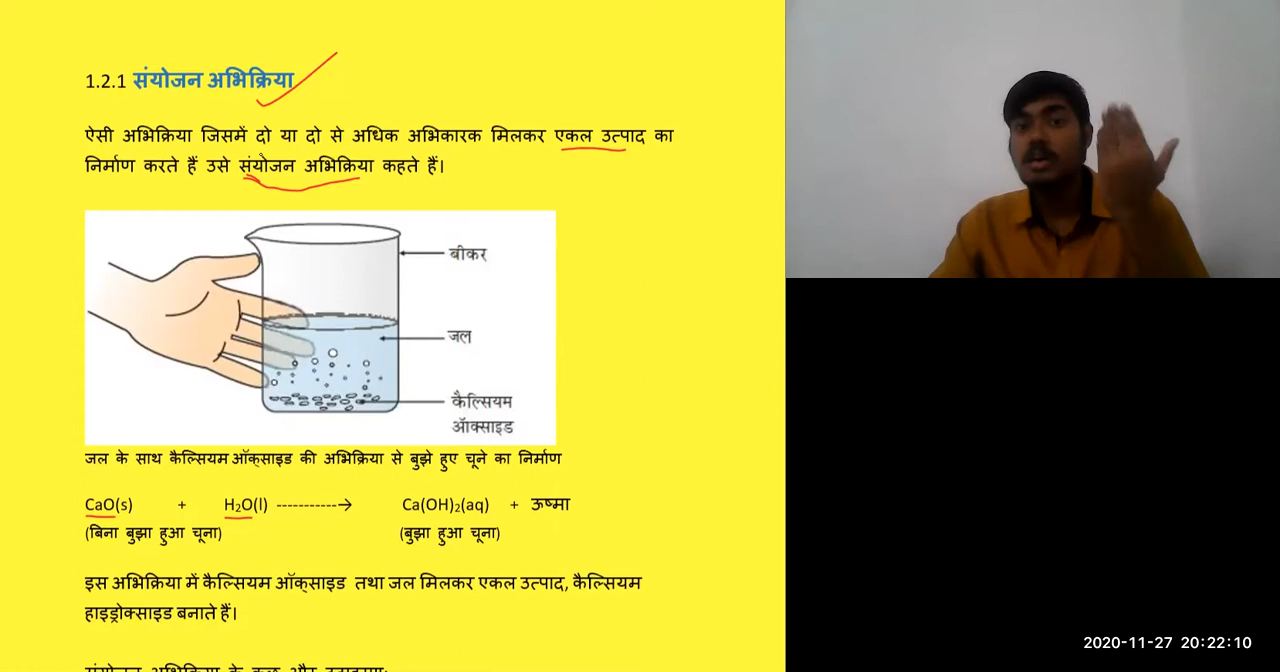 1.2.1 संयोजन अभिक्रिया
ऐसी अभिक्रिया जिसमें दो या दो से अधिक अभिकारक मिलकर एकल उत्पाद का
निर्माण करते हैं उसे संयोजन अभिक्रिया कहते हैं।
बीकर
जल
कैल्सियम
ऑक्साइड
जल के साथ कैल्सियम ऑक्साइड की अभिक्रिया से बुझे हुए चूने का निर्माण
CaO(s) + H₂O(l) -----------→ Ca(OH)₂(aq) + ऊष्मा
(बिना बुझा हुआ चूना) (बुझा हुआ चूना)
इस अभिक्रिया में कैल्सियम ऑक्साइड तथा जल मिलकर एकल उत्पाद, कैल्सियम
हाइड्रोक्साइड बनाते हैं।
2020-11-27 20:22:10